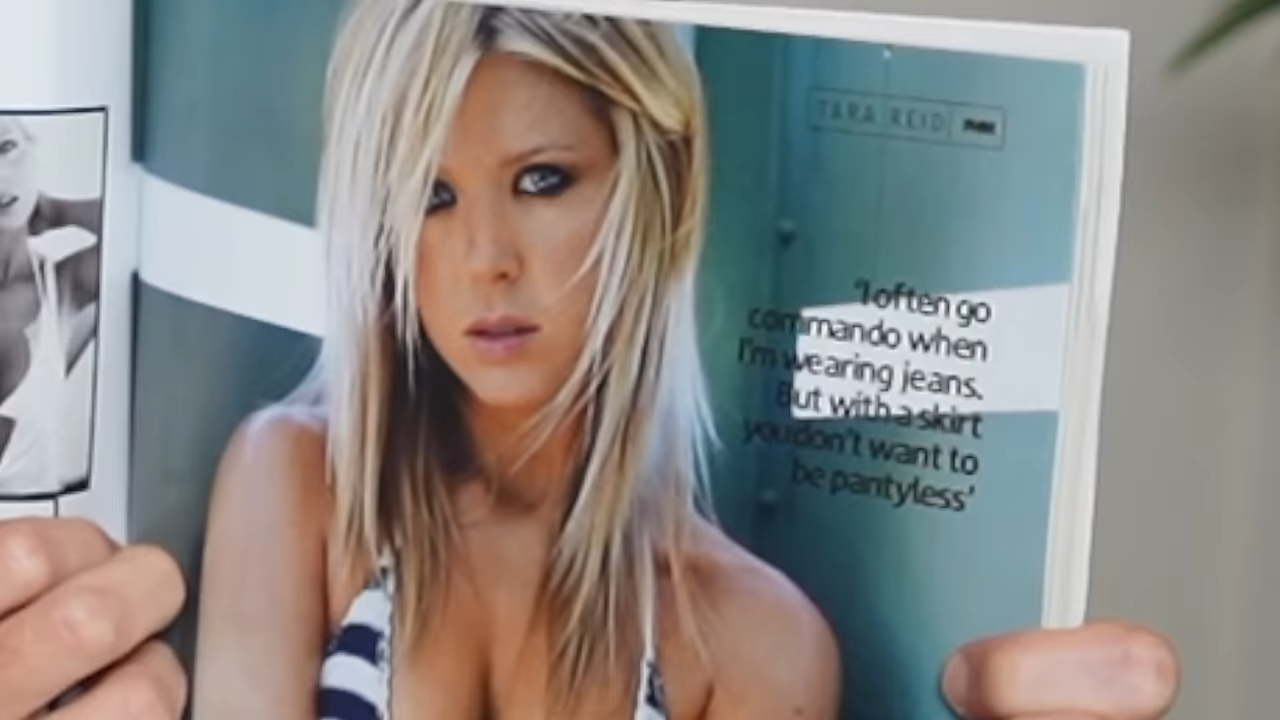 TARA REID
'I often go
commando when
I'm wearing jeans.
But with a skirt
you don't want to
be pantyless'